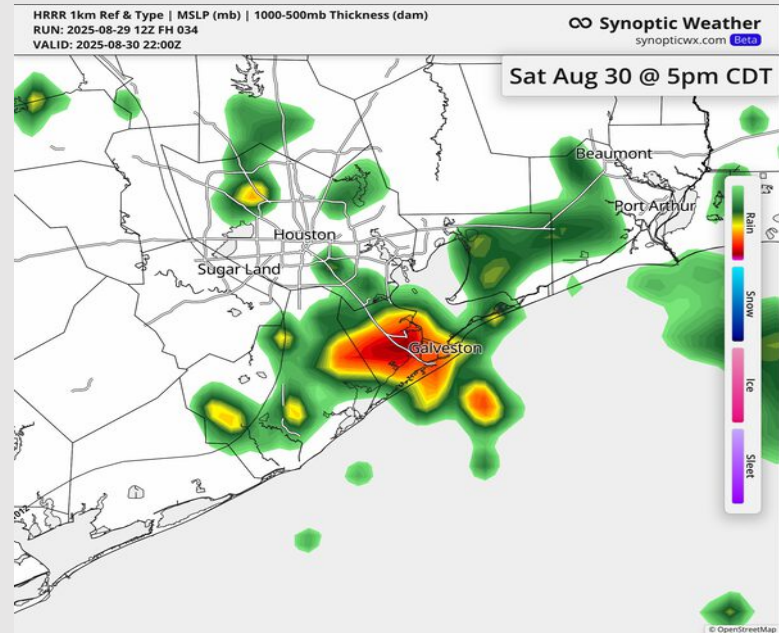 HRRR 1km Ref & Type | MSLP (mb) | 1000-500mb Thickness (dam)
RUN: 2025-08-29 12Z FH 034
VALID: 2025-08-30 22:00Z
Synoptic Weather
synopticwx.com Beta
Sat Aug 30 @ 5pm CDT
Beaumont
Port Arthur
Houston
Sugar Land
Galveston
Rain
Snow
Ice
Sleet
1012
© OpenStreetMap